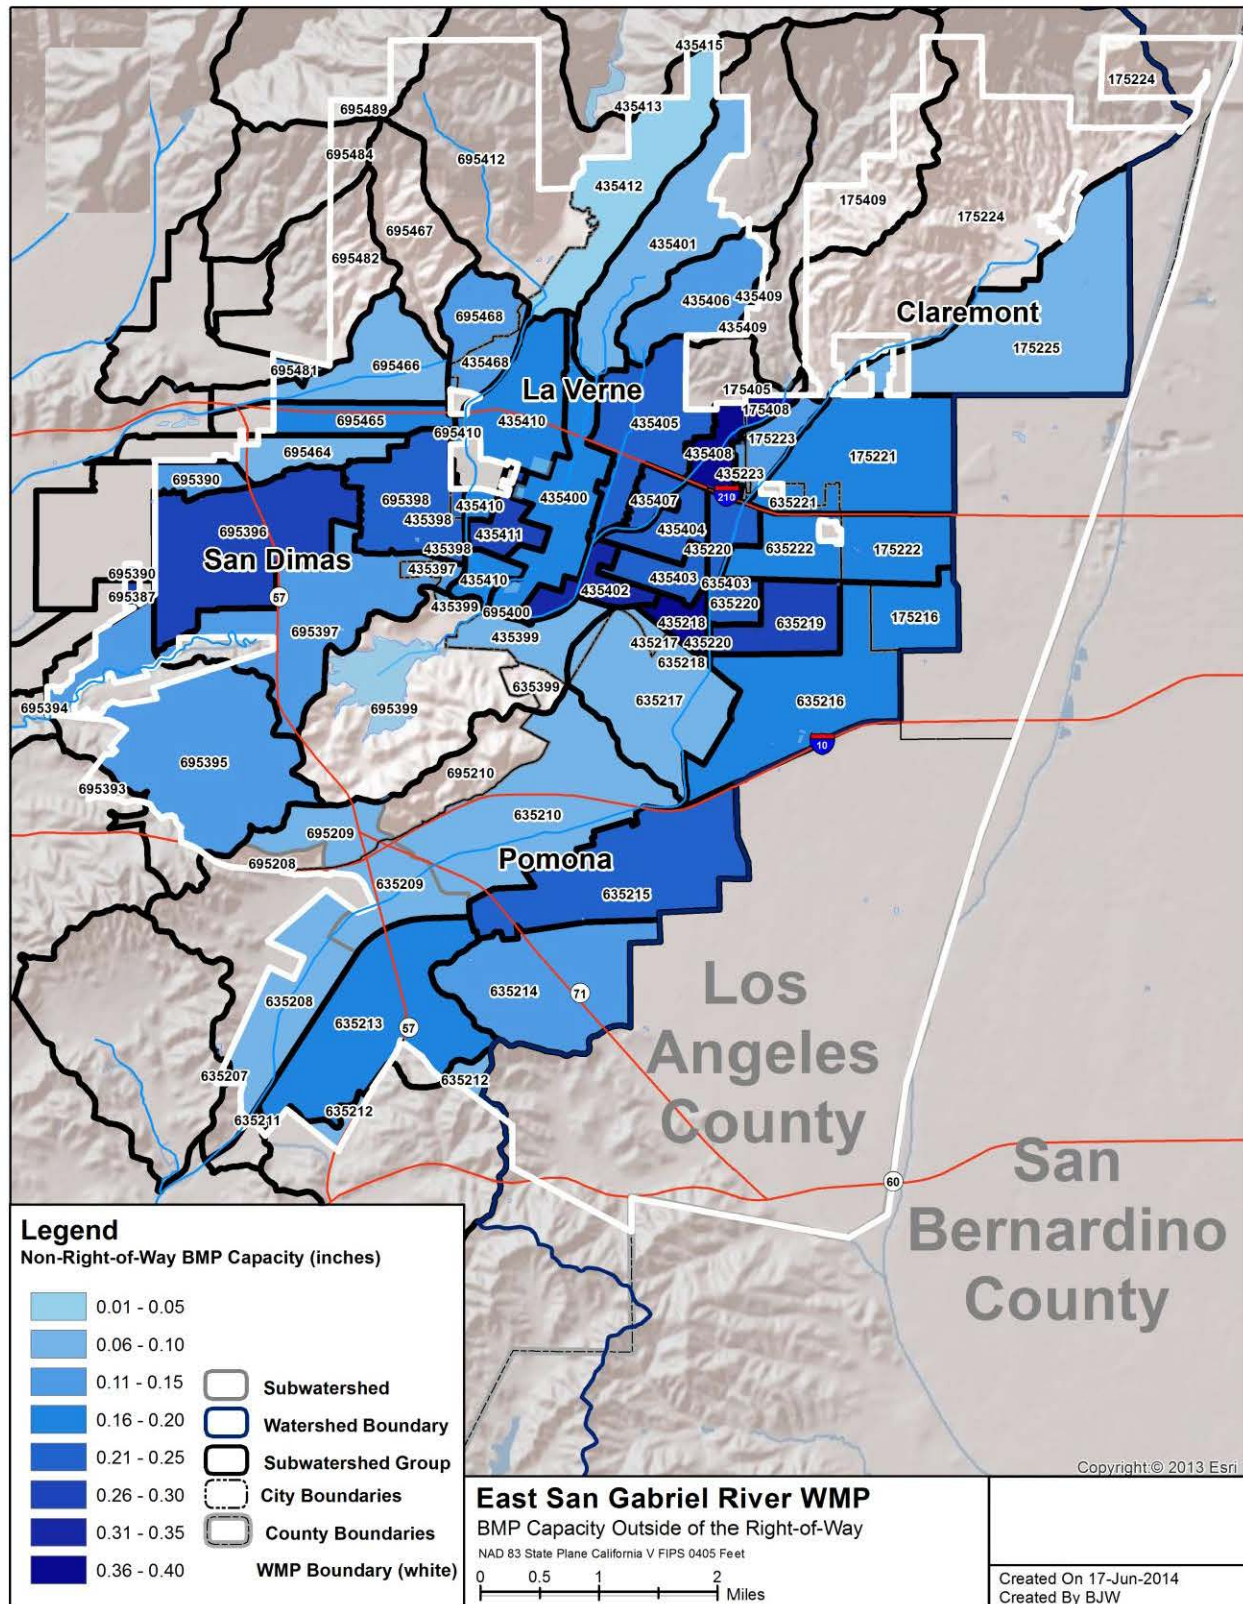 435415
175224
435413
695489
695484
695412
435412
175409
175224
695467
435401
695482
435406
435409
435409
Claremont
695468
175225
435468
695466
695481
La Verne
175405
175408
695465
435410
435405
695410
175223
695464
435408
175221
695390
435223
695398
435400
435407
210
635221
435410
435398
695396
435411
435404
San Dimas
435398
435220
635222
175222
695390
435397
435410
435403
635403
695387
435402
435399
695400
635220
175216
435218
635219
695397
435399
435217
435220
635218
57
635399
695394
695399
635217
635216
10
695395
695210
695393
635210
695209
Pomona
695208
635209
635215
Los
Angeles
County
635214
71
635208
635213
57
635207
635212
635211
635212
60
San
Bernardino
County
Legend
Non-Right-of-Way BMP Capacity (inches)
0.01 - 0.05
0.06 - 0.10
0.11 - 0.15
0.16 - 0.20
0.21 - 0.25
0.26 - 0.30
0.31 - 0.35
0.36 - 0.40
Subwatershed
Watershed Boundary
Subwatershed Group
City Boundaries
County Boundaries
WMP Boundary (white)
Copyright:© 2013 Esri
East San Gabriel River WMP
BMP Capacity Outside of the Right-of-Way
NAD 83 State Plane California V FIPS 0405 Feet
0 0.5 1 2
Miles
Created On 17-Jun-2014
Created By BJW